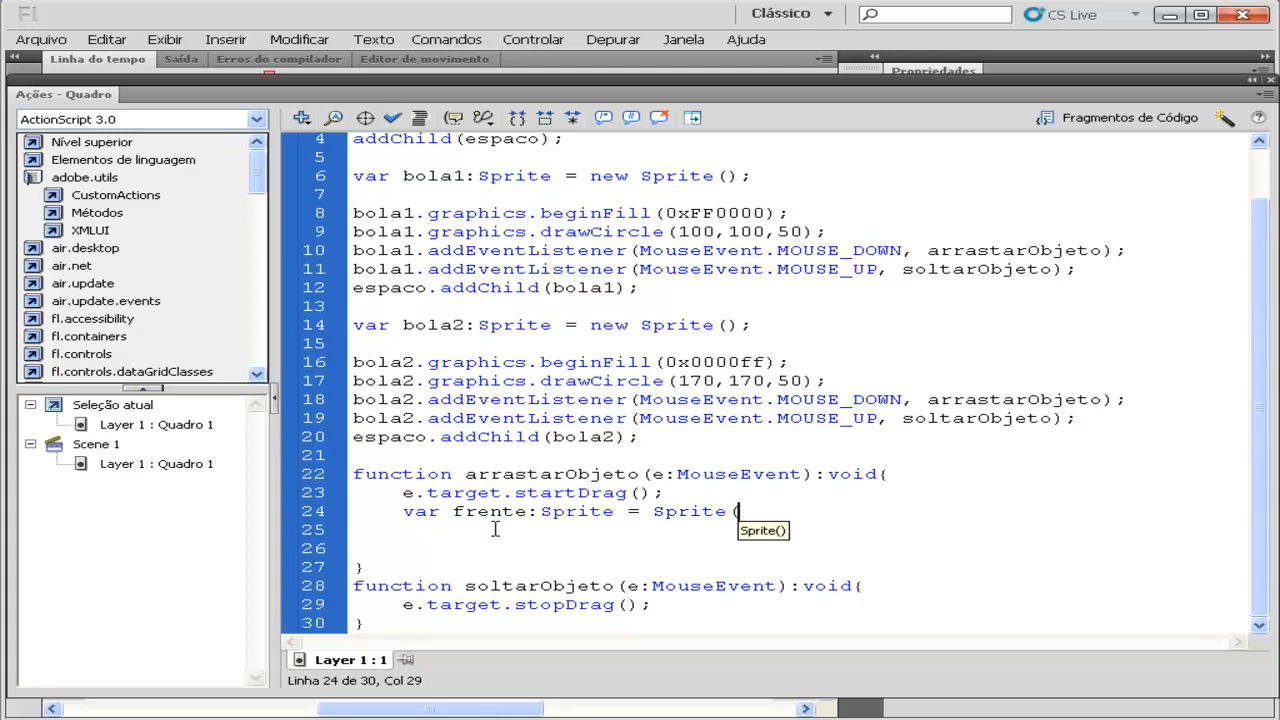 Fl
Clássico
CS Live
Arquivo Editar Exibir Inserir Modificar Texto Comandos Controlar Depurar Janela Ajuda
Linha do tempo Saída Erros do compilador Editor de movimento
Propriedades
Ações - Quadro
ActionScript 3.0
Fragmentos de Código
Nível superior
Elementos de linguagem
adobe.utils
CustomActions
Métodos
XMLUI
air.desktop
air.net
air.update
air.update.events
fl.accessibility
fl.containers
fl.controls
fl.controls.dataGridClasses
Seleção atual
Layer 1 : Quadro 1
Scene 1
Layer 1 : Quadro 1
4 addChild(espaco);
5
6 var bola1:Sprite = new Sprite();
7
8 bola1.graphics.beginFill(0xFF0000);
9 bola1.graphics.drawCircle(100,100,50);
10 bola1.addEventListener(MouseEvent.MOUSE_DOWN, arrastarObjeto);
11 bola1.addEventListener(MouseEvent.MOUSE_UP, soltarObjeto);
12 espaco.addChild(bola1);
13
14 var bola2:Sprite = new Sprite();
15
16 bola2.graphics.beginFill(0x0000ff);
17 bola2.graphics.drawCircle(170,170,50);
18 bola2.addEventListener(MouseEvent.MOUSE_DOWN, arrastarObjeto);
19 bola2.addEventListener(MouseEvent.MOUSE_UP, soltarObjeto);
20 espaco.addChild(bola2);
21
22 function arrastarObjeto(e:MouseEvent):void{
23 e.target.startDrag();
24 var frente:Sprite = Sprite(
25 Sprite()
26
27 }
28 function soltarObjeto(e:MouseEvent):void{
29 e.target.stopDrag();
30 }
Layer 1 : 1
Linha 24 de 30, Col 29